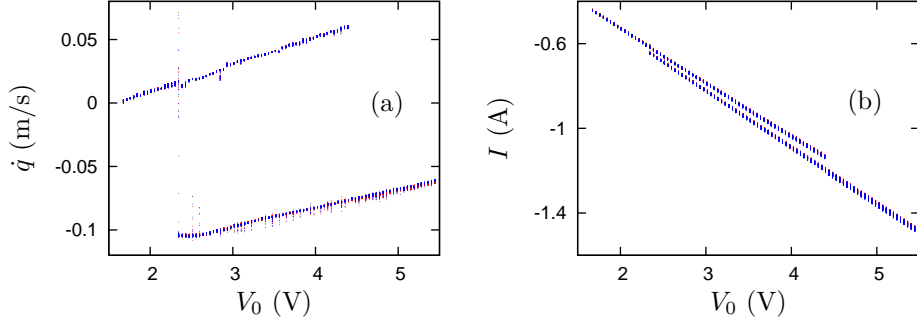 0.05
0
-0.05
-0.1
q̇ (m/s)
(a)
2 3 4 5
V₀ (V)
-0.6
-1
-1.4
I (A)
(b)
2 3 4 5
V₀ (V)